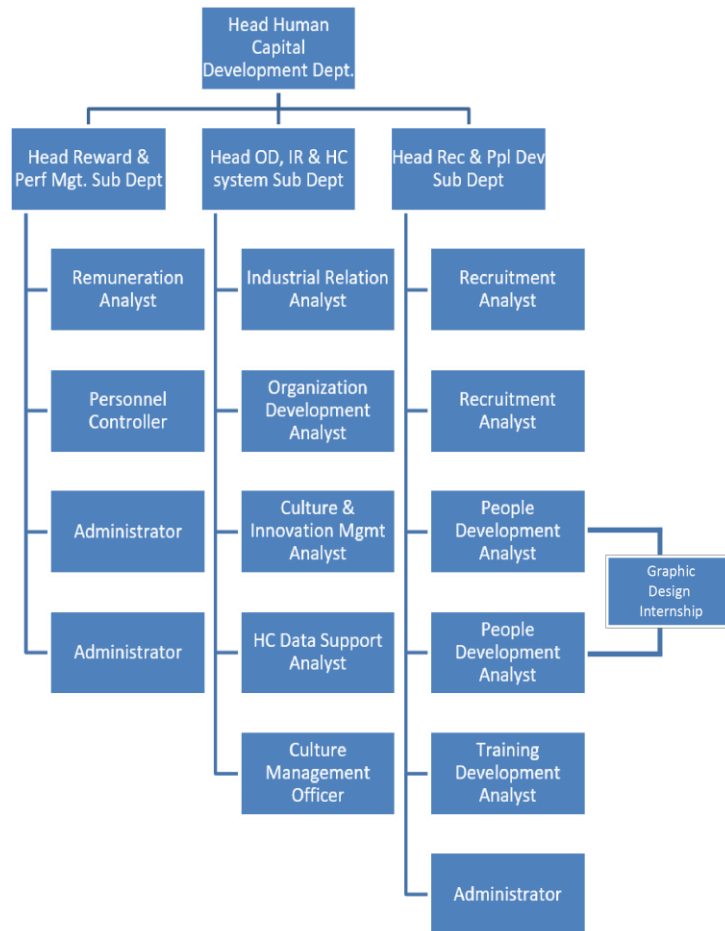 Head Human
Capital
Development Dept.
Head Reward &
Perf Mgt. Sub Dept
Head OD, IR & HC
system Sub Dept
Head Rec & Ppl Dev
Sub Dept
Remuneration
Analyst
Personnel
Controller
Administrator
Administrator
Industrial Relation
Analyst
Organization
Development
Analyst
Culture &
Innovation Mgmt
Analyst
HC Data Support
Analyst
Culture
Management
Officer
Recruitment
Analyst
Recruitment
Analyst
People
Development
Analyst
People
Development
Analyst
Training
Development
Analyst
Administrator
Graphic
Design
Internship